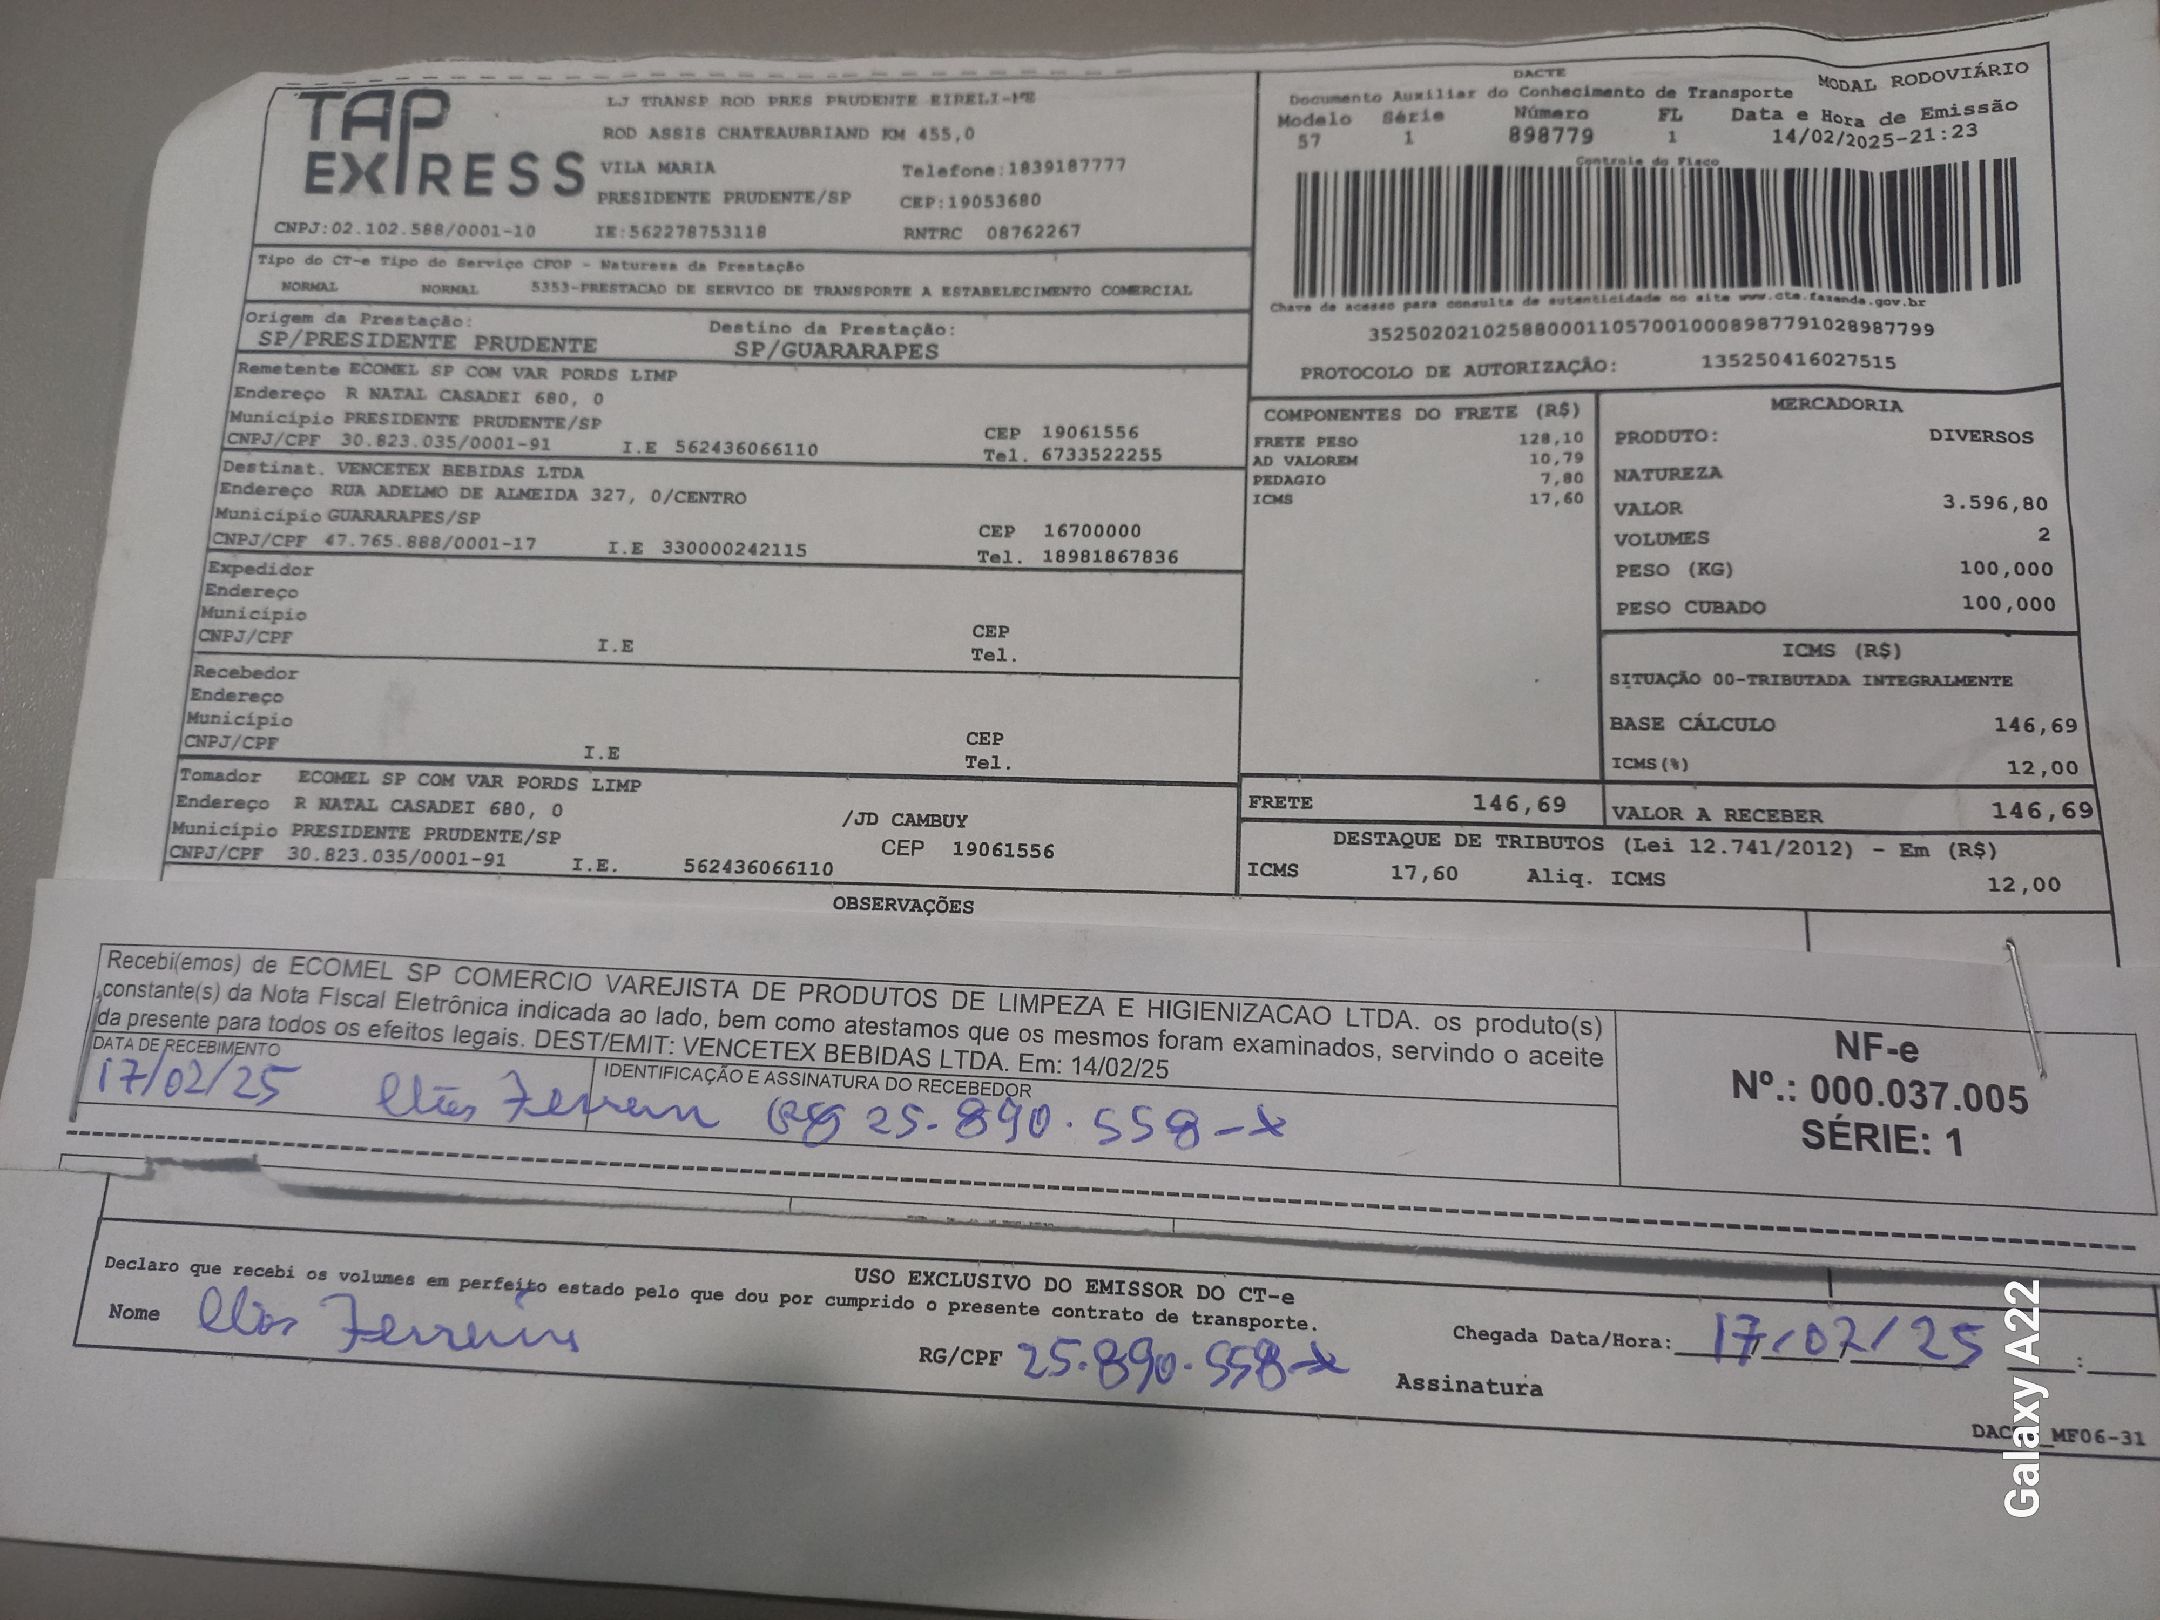 TAP EXPRESS
LJ TRANSP ROD PRES PRUDENTE EIRELI-ME
ROD ASSIS CHATEAUBRIAND KM 455,0
VILA MARIA Telefone:1839187777
PRESIDENTE PRUDENTE/SP CEP:19053680
CNPJ:02.102.588/0001-10 IE:562278753118 RNTRC 08762267
DACTE
Documento Auxiliar do Conhecimento de Transporte MODAL RODOVIÁRIO
Modelo Série Número FL Data e Hora de Emissão
57 1 898779 1 14/02/2025-21:23
Controle do Fisco
Chave de acesso para consulta de autenticidade no site www.cte.fazenda.gov.br
35250202102588000110570010008987791028987799
PROTOCOLO DE AUTORIZAÇÃO: 135250416027515
Tipo do CT-e Tipo do Serviço CFOP - Natureza da Prestação
NORMAL NORMAL 5353-PRESTACAO DE SERVICO DE TRANSPORTE A ESTABELECIMENTO COMERCIAL
Origem da Prestação: Destino da Prestação:
SP/PRESIDENTE PRUDENTE SP/GUARARAPES
Remetente ECOMEL SP COM VAR PORDS LIMP
Endereço R NATAL CASADEI 680, 0
Município PRESIDENTE PRUDENTE/SP CEP 19061556
CNPJ/CPF 30.823.035/0001-91 I.E 562436066110 Tel. 6733522255
Destinat. VENCETEX BEBIDAS LTDA
Endereço RUA ADELMO DE ALMEIDA 327, 0/CENTRO
Município GUARARAPES/SP CEP 16700000
CNPJ/CPF 47.765.888/0001-17 I.E 330000242115 Tel. 18981867836
Expedidor
Endereço
Município CEP
CNPJ/CPF I.E Tel.
Recebedor
Endereço
Município CEP
CNPJ/CPF I.E Tel.
Tomador ECOMEL SP COM VAR PORDS LIMP
Endereço R NATAL CASADEI 680, 0 /JD CAMBUY
Município PRESIDENTE PRUDENTE/SP CEP 19061556
CNPJ/CPF 30.823.035/0001-91 I.E. 562436066110
COMPONENTES DO FRETE (R$)
FRETE PESO 128,10
AD VALOREM 10,79
PEDAGIO 7,80
ICMS 17,60
MERCADORIA
PRODUTO: DIVERSOS
NATUREZA
VALOR 3.596,80
VOLUMES 2
PESO (KG) 100,000
PESO CUBADO 100,000
ICMS (R$)
SITUAÇÃO 00-TRIBUTADA INTEGRALMENTE
BASE CÁLCULO 146,69
ICMS(%) 12,00
FRETE 146,69 VALOR A RECEBER 146,69
DESTAQUE DE TRIBUTOS (Lei 12.741/2012) - Em (R$)
ICMS 17,60 Aliq. ICMS 12,00
OBSERVAÇÕES
Recebi(emos) de ECOMEL SP COMERCIO VAREJISTA DE PRODUTOS DE LIMPEZA E HIGIENIZACAO LTDA. os produto(s)
constante(s) da Nota FIscal Eletrônica indicada ao lado, bem como atestamos que os mesmos foram examinados, servindo o aceite
da presente para todos os efeitos legais. DEST/EMIT: VENCETEX BEBIDAS LTDA. Em: 14/02/25
DATA DE RECEBIMENTO IDENTIFICAÇÃO E ASSINATURA DO RECEBEDOR
17/02/25 Elias Ferreira RG 25.890.558-x
NF-e
Nº.: 000.037.005
SÉRIE: 1
USO EXCLUSIVO DO EMISSOR DO CT-e
Declaro que recebi os volumes em perfeito estado pelo que dou por cumprido o presente contrato de transporte.
Nome Elias Ferreira RG/CPF 25.890.558-x Chegada Data/Hora: 17/02/25 :
Assinatura
MF06-31
Galaxy A22